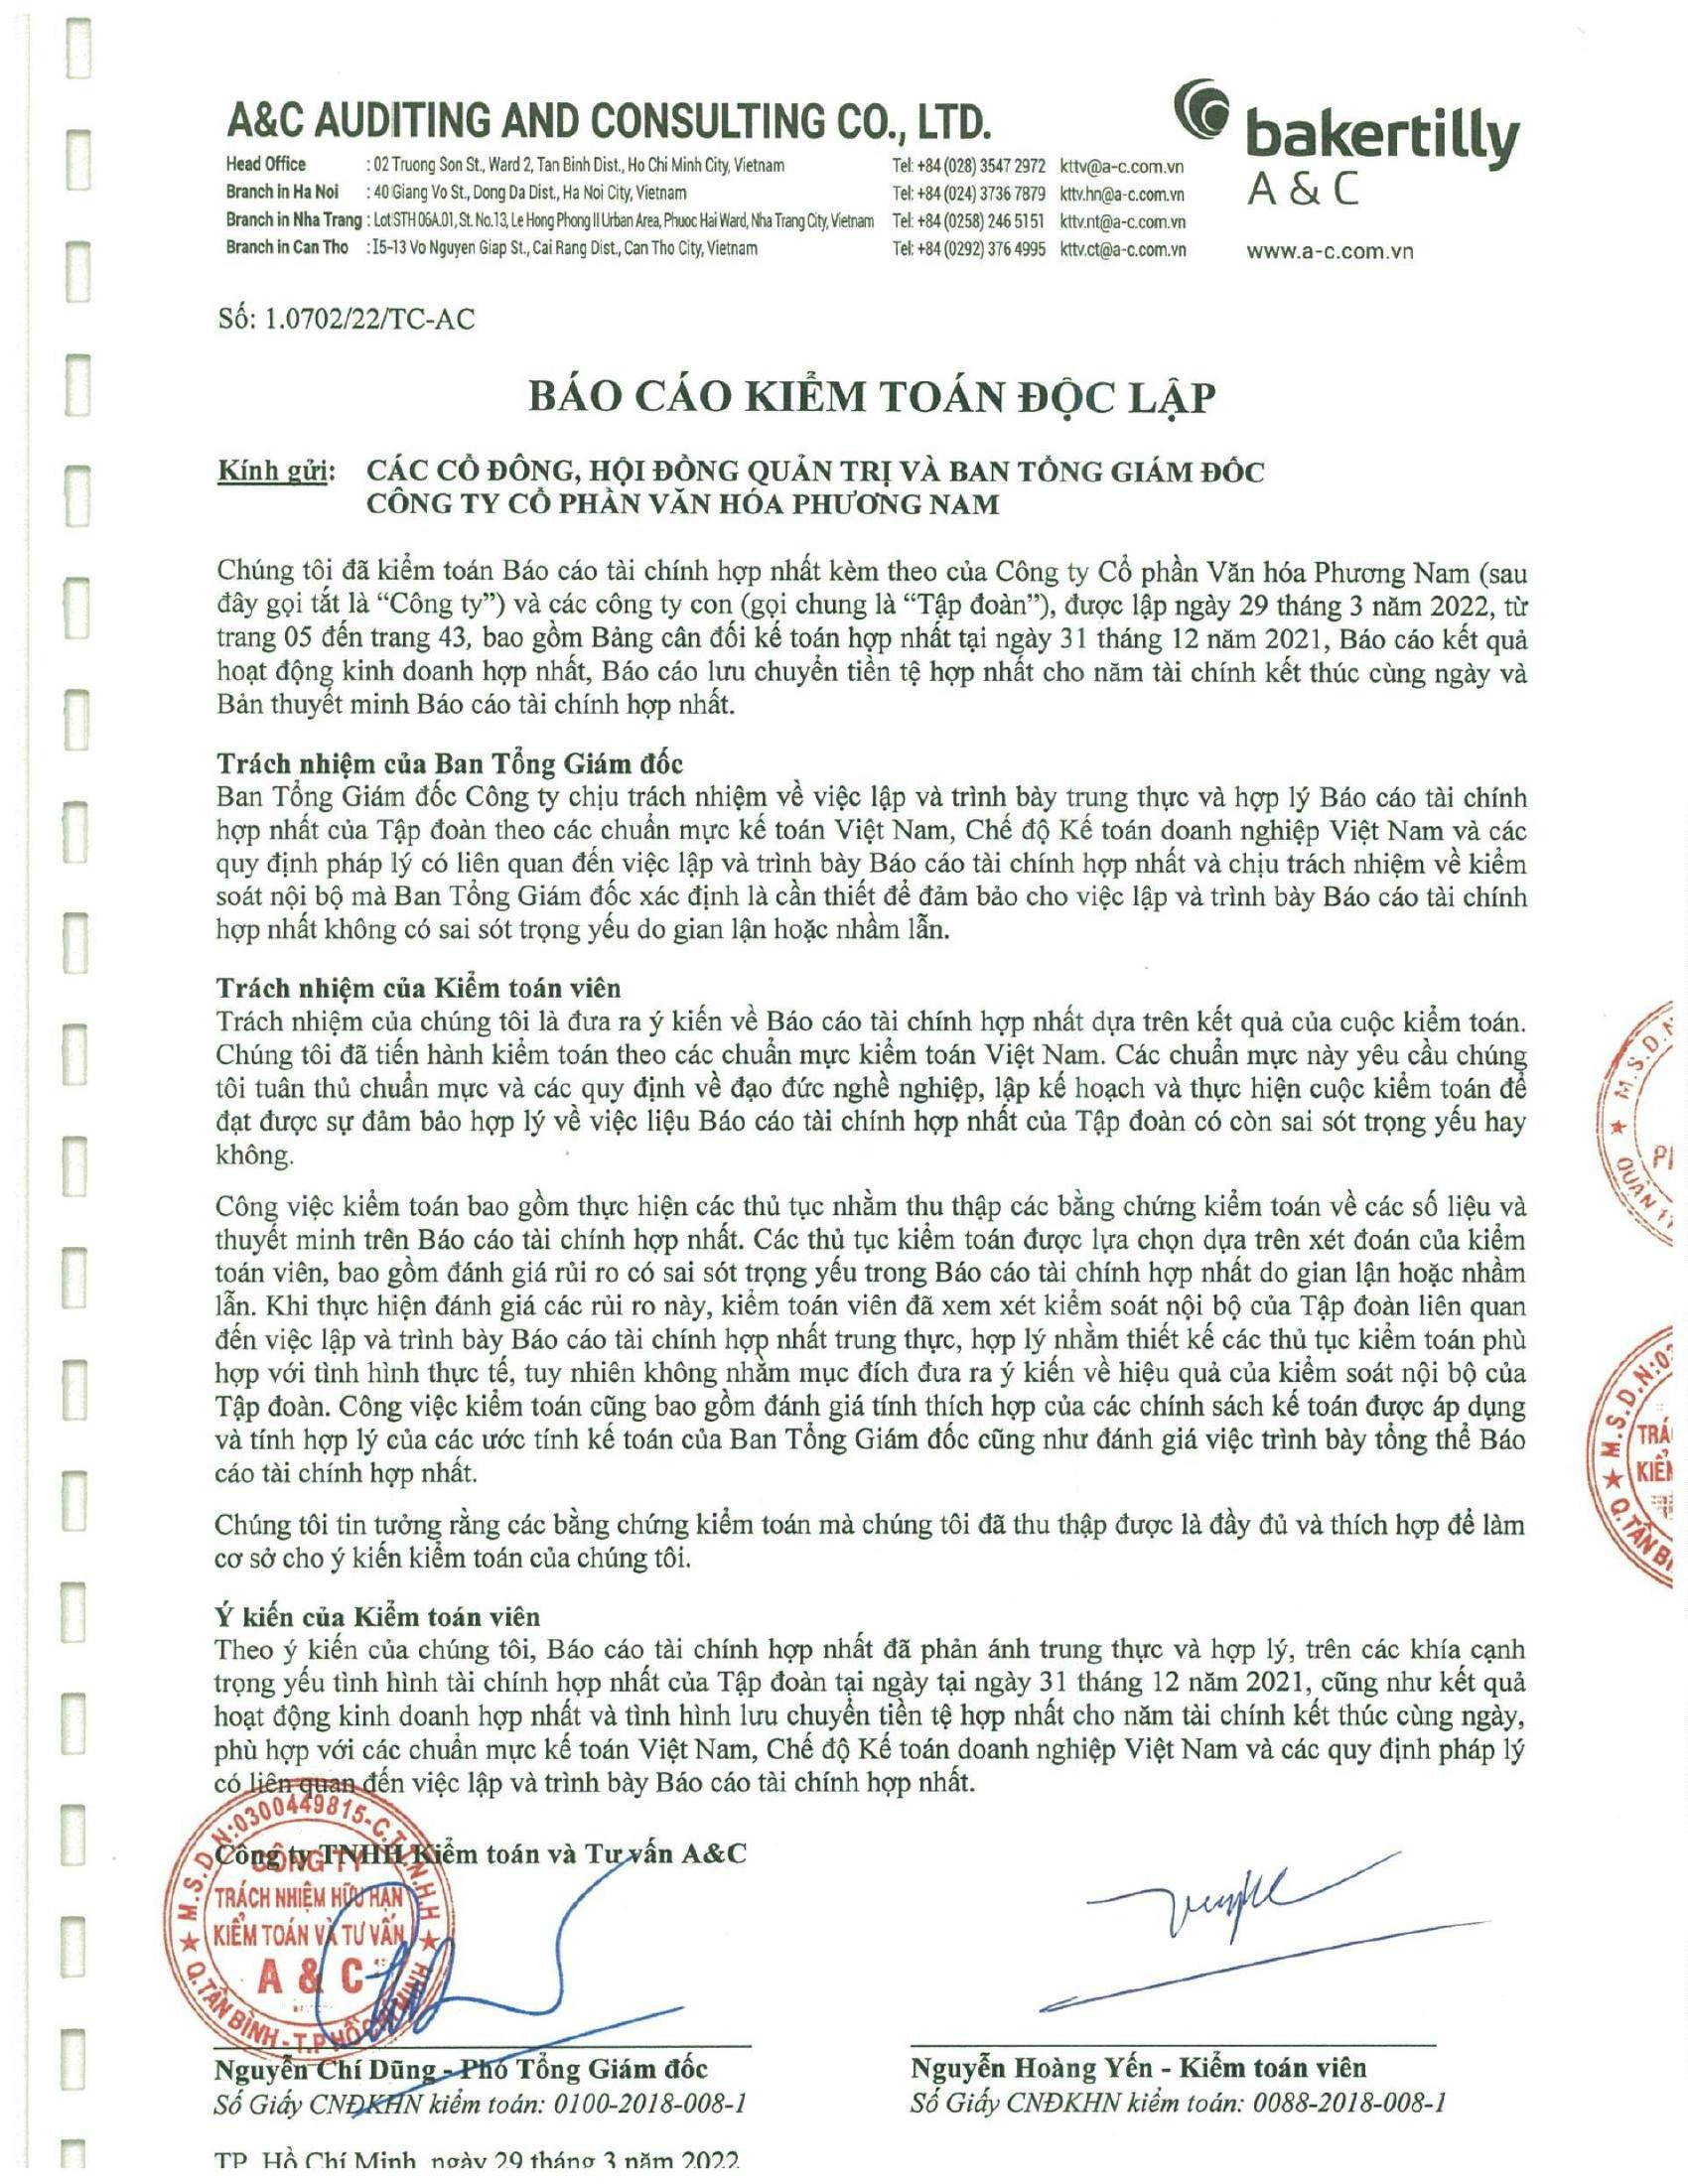 A&C AUDITING AND CONSULTING CO., LTD.
bakertilly
A & C
www.a-c.com.vn
Head Office : 02 Truong Son St., Ward 2, Tan Binh Dist., Ho Chi Minh City, Vietnam Tel: +84 (028) 3547 2972 kttv@a-c.com.vn
Branch in Ha Noi : 40 Giang Vo St., Dong Da Dist., Ha Noi City, Vietnam Tel: +84 (024) 3736 7879 kttv.hn@a-c.com.vn
Branch in Nha Trang : Lot STH 06A.01, St. No.13, Le Hong Phong II Urban Area, Phuoc Hai Ward, Nha Trang City, Vietnam Tel: +84 (0258) 246 5151 kttv.nt@a-c.com.vn
Branch in Can Tho : I5-13 Vo Nguyen Giap St., Cai Rang Dist., Can Tho City, Vietnam Tel: +84 (0292) 376 4995 kttv.ct@a-c.com.vn
Số: 1.0702/22/TC-AC
BÁO CÁO KIỂM TOÁN ĐỘC LẬP
Kính gửi: CÁC CỔ ĐÔNG, HỘI ĐỒNG QUẢN TRỊ VÀ BAN TỔNG GIÁM ĐỐC
CÔNG TY CỔ PHẦN VĂN HÓA PHƯƠNG NAM
Chúng tôi đã kiểm toán Báo cáo tài chính hợp nhất kèm theo của Công ty Cổ phần Văn hóa Phương Nam (sau
đây gọi tắt là “Công ty”) và các công ty con (gọi chung là “Tập đoàn”), được lập ngày 29 tháng 3 năm 2022, từ
trang 05 đến trang 43, bao gồm Bảng cân đối kế toán hợp nhất tại ngày 31 tháng 12 năm 2021, Báo cáo kết quả
hoạt động kinh doanh hợp nhất, Báo cáo lưu chuyển tiền tệ hợp nhất cho năm tài chính kết thúc cùng ngày và
Bản thuyết minh Báo cáo tài chính hợp nhất.
Trách nhiệm của Ban Tổng Giám đốc
Ban Tổng Giám đốc Công ty chịu trách nhiệm về việc lập và trình bày trung thực và hợp lý Báo cáo tài chính
hợp nhất của Tập đoàn theo các chuẩn mực kế toán Việt Nam, Chế độ Kế toán doanh nghiệp Việt Nam và các
quy định pháp lý có liên quan đến việc lập và trình bày Báo cáo tài chính hợp nhất và chịu trách nhiệm về kiểm
soát nội bộ mà Ban Tổng Giám đốc xác định là cần thiết để đảm bảo cho việc lập và trình bày Báo cáo tài chính
hợp nhất không có sai sót trọng yếu do gian lận hoặc nhầm lẫn.
Trách nhiệm của Kiểm toán viên
Trách nhiệm của chúng tôi là đưa ra ý kiến về Báo cáo tài chính hợp nhất dựa trên kết quả của cuộc kiểm toán.
Chúng tôi đã tiến hành kiểm toán theo các chuẩn mực kiểm toán Việt Nam. Các chuẩn mực này yêu cầu chúng
tôi tuân thủ chuẩn mực và các quy định về đạo đức nghề nghiệp, lập kế hoạch và thực hiện cuộc kiểm toán để
đạt được sự đảm bảo hợp lý về việc liệu Báo cáo tài chính hợp nhất của Tập đoàn có còn sai sót trọng yếu hay
không.
Công việc kiểm toán bao gồm thực hiện các thủ tục nhằm thu thập các bằng chứng kiểm toán về các số liệu và
thuyết minh trên Báo cáo tài chính hợp nhất. Các thủ tục kiểm toán được lựa chọn dựa trên xét đoán của kiểm
toán viên, bao gồm đánh giá rủi ro có sai sót trọng yếu trong Báo cáo tài chính hợp nhất do gian lận hoặc nhầm
lẫn. Khi thực hiện đánh giá các rủi ro này, kiểm toán viên đã xem xét kiểm soát nội bộ của Tập đoàn liên quan
đến việc lập và trình bày Báo cáo tài chính hợp nhất trung thực, hợp lý nhằm thiết kế các thủ tục kiểm toán phù
hợp với tình hình thực tế, tuy nhiên không nhằm mục đích đưa ra ý kiến về hiệu quả của kiểm soát nội bộ của
Tập đoàn. Công việc kiểm toán cũng bao gồm đánh giá tính thích hợp của các chính sách kế toán được áp dụng
và tính hợp lý của các ước tính kế toán của Ban Tổng Giám đốc cũng như đánh giá việc trình bày tổng thể Báo
cáo tài chính hợp nhất.
Chúng tôi tin tưởng rằng các bằng chứng kiểm toán mà chúng tôi đã thu thập được là đầy đủ và thích hợp để làm
cơ sở cho ý kiến kiểm toán của chúng tôi.
Ý kiến của Kiểm toán viên
Theo ý kiến của chúng tôi, Báo cáo tài chính hợp nhất đã phản ánh trung thực và hợp lý, trên các khía cạnh
trọng yếu tình hình tài chính hợp nhất của Tập đoàn tại ngày tại ngày 31 tháng 12 năm 2021, cũng như kết quả
hoạt động kinh doanh hợp nhất và tình hình lưu chuyển tiền tệ hợp nhất cho năm tài chính kết thúc cùng ngày,
phù hợp với các chuẩn mực kế toán Việt Nam, Chế độ Kế toán doanh nghiệp Việt Nam và các quy định pháp lý
có liên quan đến việc lập và trình bày Báo cáo tài chính hợp nhất.
Công ty TNHH Kiểm toán và Tư vấn A&C
M.S.D.N:0300449815-C.T.T.N.H.H
CÔNG TY
TRÁCH NHIỆM HỮU HẠN
KIỂM TOÁN VÀ TƯ VẤN
A & C
Q.TÂN BÌNH - T.P HỒ CHÍ MINH
Nguyễn Chí Dũng - Phó Tổng Giám đốc
Số Giấy CNĐKHN kiểm toán: 0100-2018-008-1
Nguyễn Hoàng Yến - Kiểm toán viên
Số Giấy CNĐKHN kiểm toán: 0088-2018-008-1
TP. Hồ Chí Minh, ngày 29 tháng 3 năm 2022